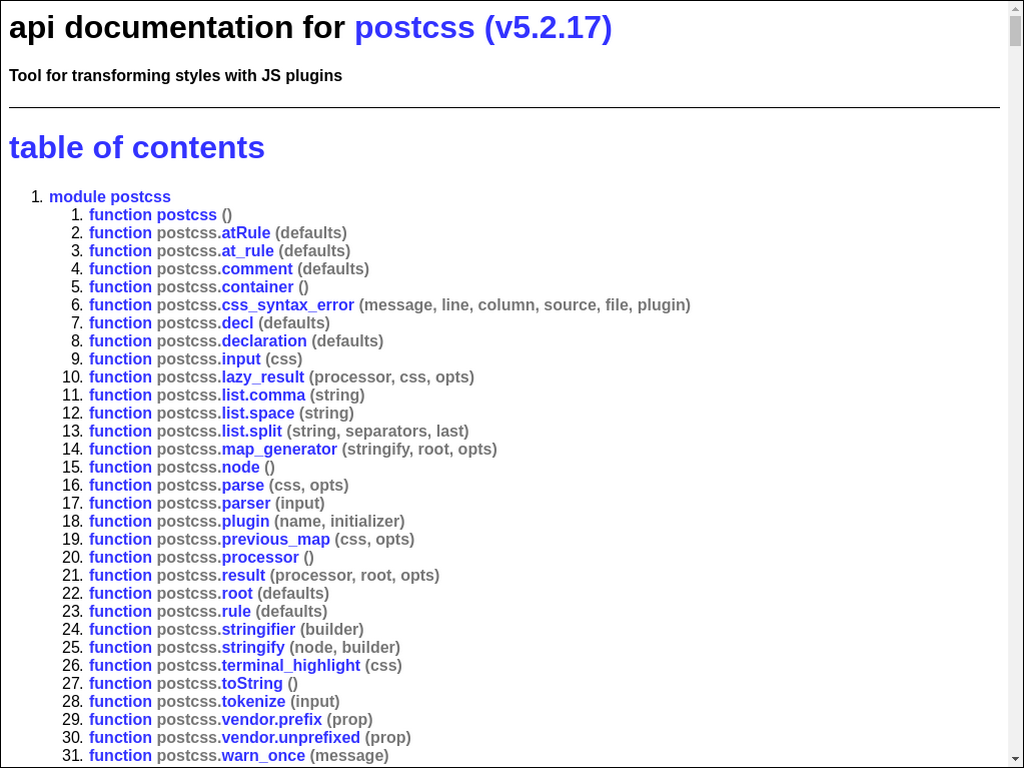 api documentation for postcss (v5.2.17)
Tool for transforming styles with JS plugins
table of contents
1. module postcss
1. function postcss ()
2. function postcss.atRule (defaults)
3. function postcss.at_rule (defaults)
4. function postcss.comment (defaults)
5. function postcss.container ()
6. function postcss.css_syntax_error (message, line, column, source, file, plugin)
7. function postcss.decl (defaults)
8. function postcss.declaration (defaults)
9. function postcss.input (css)
10. function postcss.lazy_result (processor, css, opts)
11. function postcss.list.comma (string)
12. function postcss.list.space (string)
13. function postcss.list.split (string, separators, last)
14. function postcss.map_generator (stringify, root, opts)
15. function postcss.node ()
16. function postcss.parse (css, opts)
17. function postcss.parser (input)
18. function postcss.plugin (name, initializer)
19. function postcss.previous_map (css, opts)
20. function postcss.processor ()
21. function postcss.result (processor, root, opts)
22. function postcss.root (defaults)
23. function postcss.rule (defaults)
24. function postcss.stringifier (builder)
25. function postcss.stringify (node, builder)
26. function postcss.terminal_highlight (css)
27. function postcss.toString ()
28. function postcss.tokenize (input)
29. function postcss.vendor.prefix (prop)
30. function postcss.vendor.unprefixed (prop)
31. function postcss.warn_once (message)